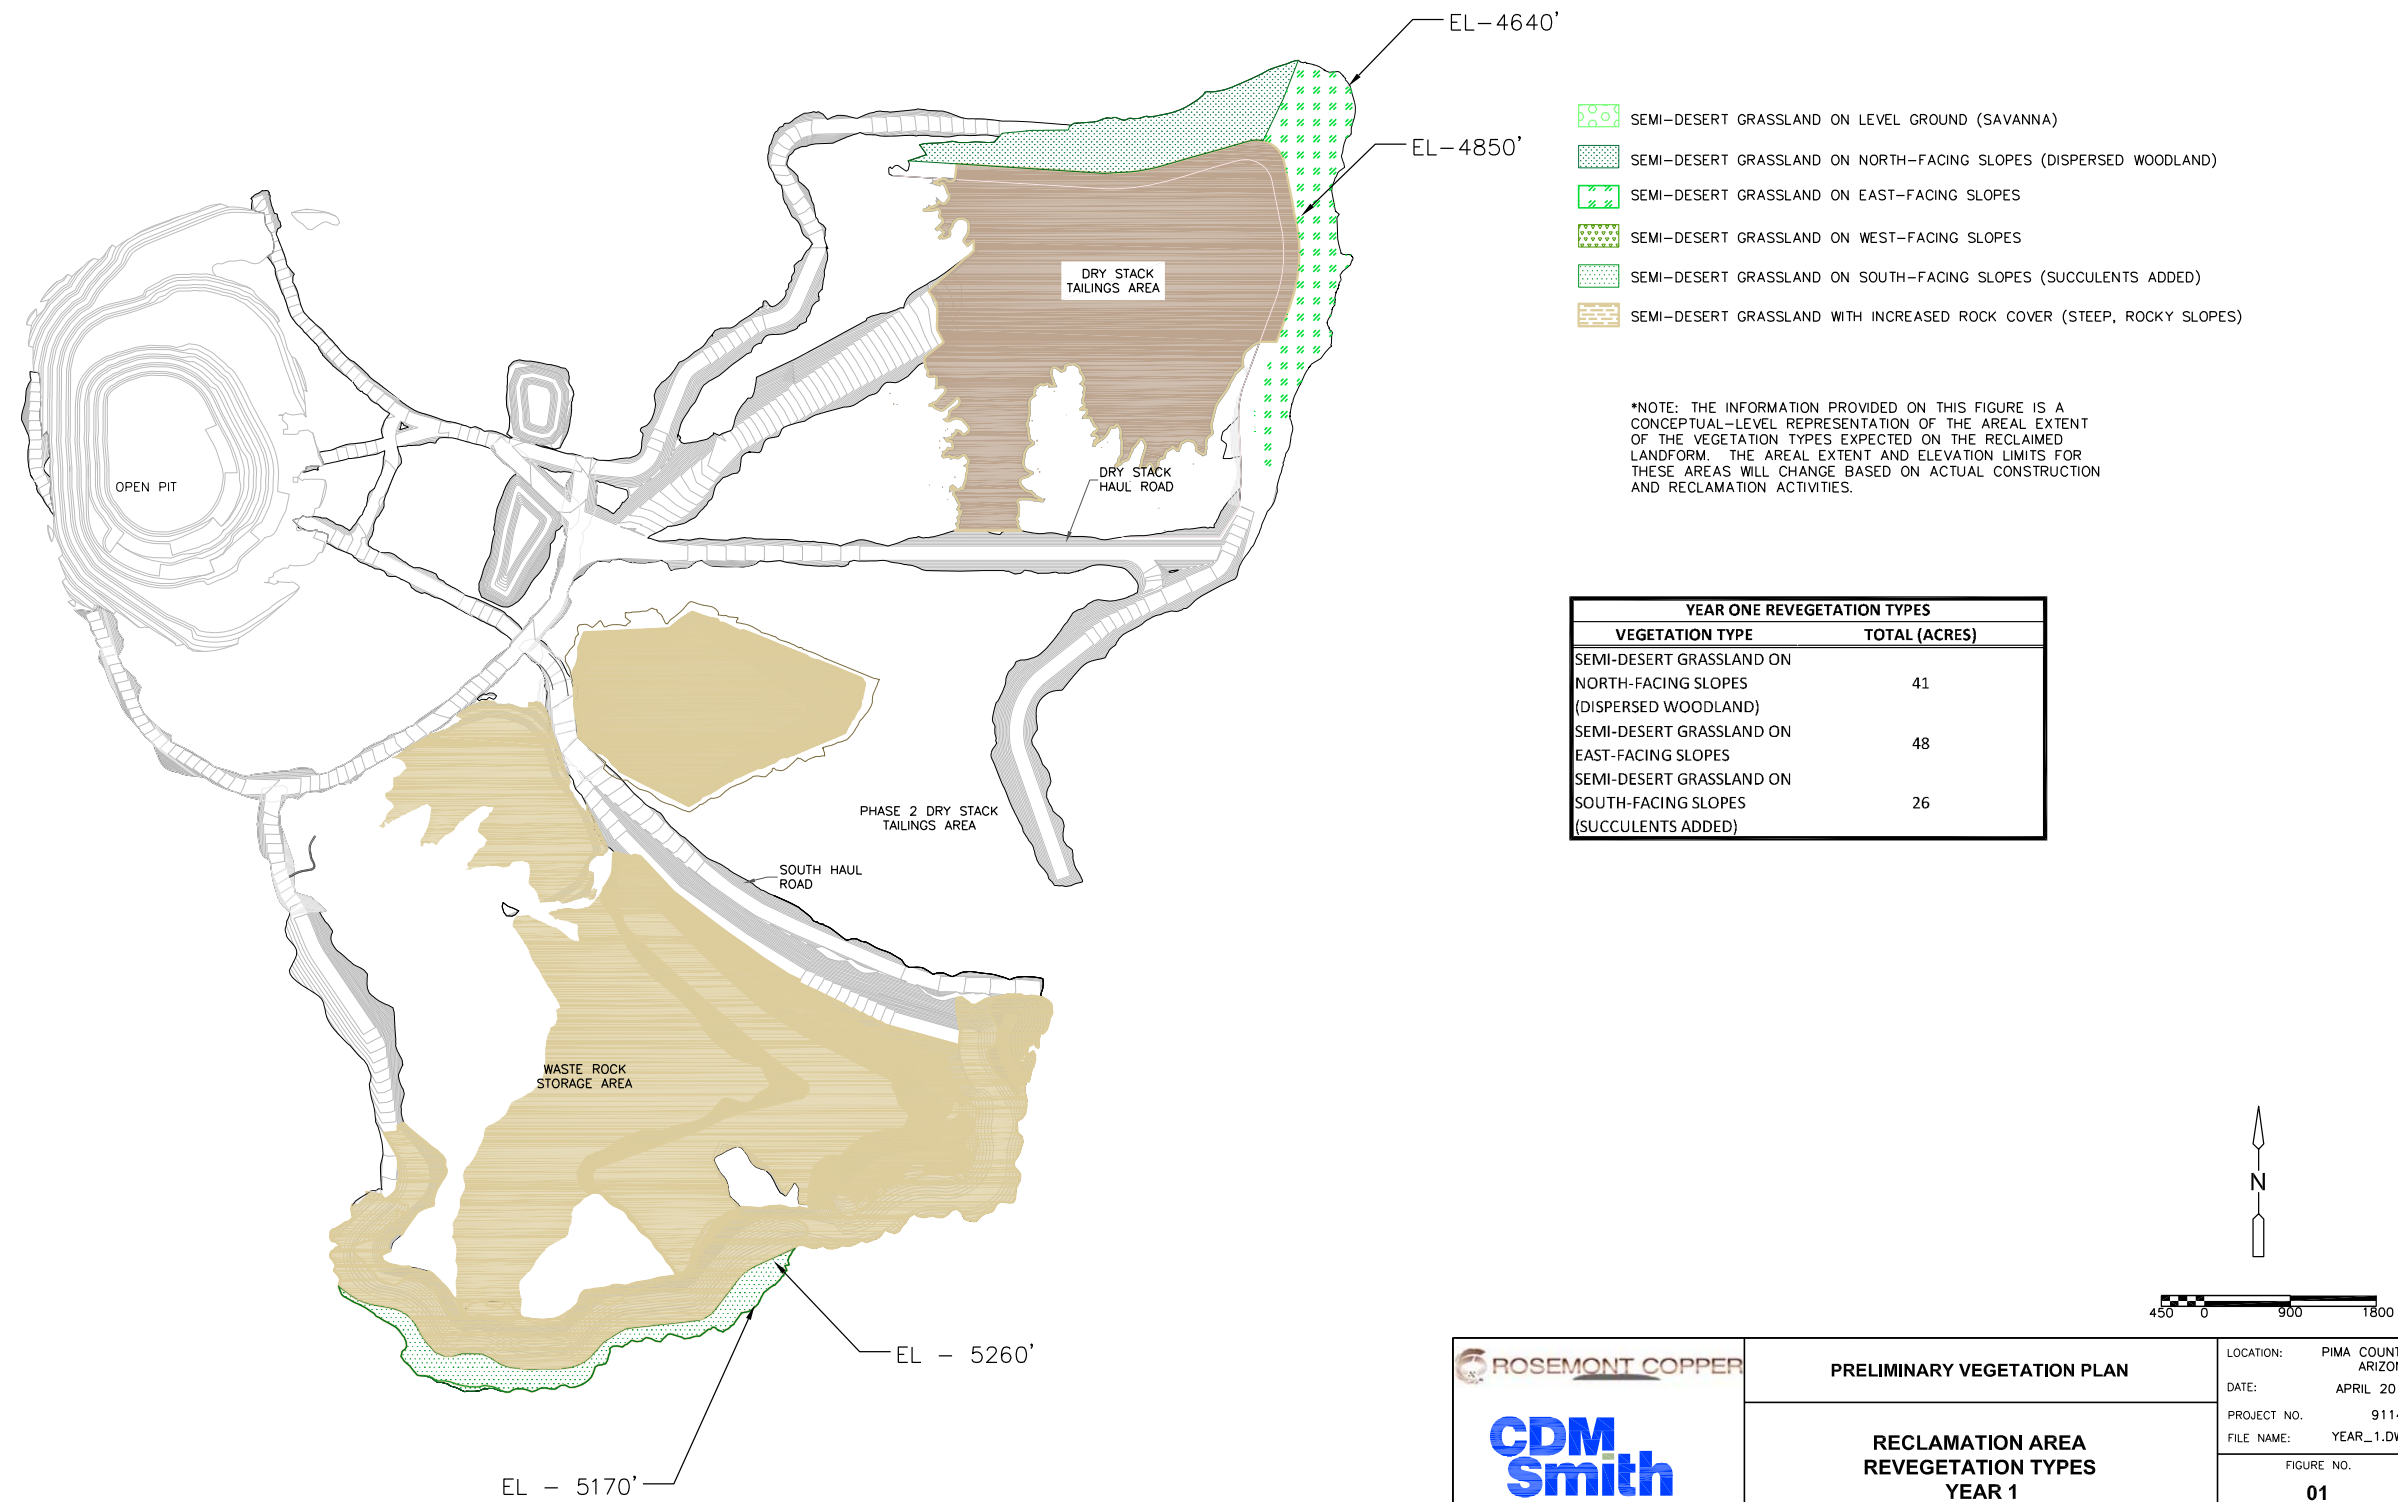 EL-4640'
EL-4850'
SEMI-DESERT GRASSLAND ON LEVEL GROUND (SAVANNA)
SEMI-DESERT GRASSLAND ON NORTH-FACING SLOPES (DISPERSED WOODLAND)
SEMI-DESERT GRASSLAND ON EAST-FACING SLOPES
SEMI-DESERT GRASSLAND ON WEST-FACING SLOPES
SEMI-DESERT GRASSLAND ON SOUTH-FACING SLOPES (SUCCULENTS ADDED)
SEMI-DESERT GRASSLAND WITH INCREASED ROCK COVER (STEEP, ROCKY SLOPES)
*NOTE: THE INFORMATION PROVIDED ON THIS FIGURE IS A
CONCEPTUAL-LEVEL REPRESENTATION OF THE AREAL EXTENT
OF THE VEGETATION TYPES EXPECTED ON THE RECLAIMED
LANDFORM. THE AREAL EXTENT AND ELEVATION LIMITS FOR
THESE AREAS WILL CHANGE BASED ON ACTUAL CONSTRUCTION
AND RECLAMATION ACTIVITIES.
DRY STACK
TAILINGS AREA
DRY STACK
HAUL ROAD
OPEN PIT
PHASE 2 DRY STACK
TAILINGS AREA
SOUTH HAUL
ROAD
WASTE ROCK
STORAGE AREA
EL - 5260'
EL - 5170'
YEAR ONE REVEGETATION TYPES
VEGETATION TYPE TOTAL (ACRES)
SEMI-DESERT GRASSLAND ON
NORTH-FACING SLOPES 41
(DISPERSED WOODLAND)
SEMI-DESERT GRASSLAND ON
EAST-FACING SLOPES 48
SEMI-DESERT GRASSLAND ON
SOUTH-FACING SLOPES 26
(SUCCULENTS ADDED)
N
450 0 900 1800
ROSEMONT COPPER
CDM
Smith
PRELIMINARY VEGETATION PLAN
RECLAMATION AREA
REVEGETATION TYPES
YEAR 1
LOCATION: PIMA COUNT
ARIZO
DATE: APRIL 20
PROJECT NO. 911
FILE NAME: YEAR_1.D
FIGURE NO.
01